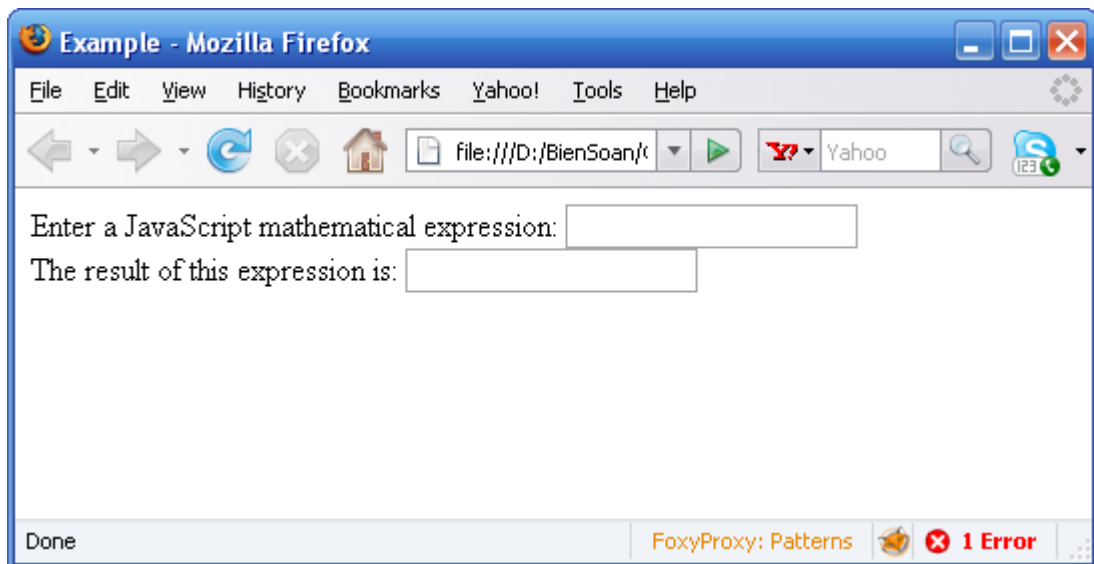 Example - Mozilla Firefox
File Edit View History Bookmarks Yahoo! Tools Help
file:///D:/BienSoan/ Y! Yahoo 123
Enter a JavaScript mathematical expression:
The result of this expression is:
Done FoxyProxy: Patterns 1 Error